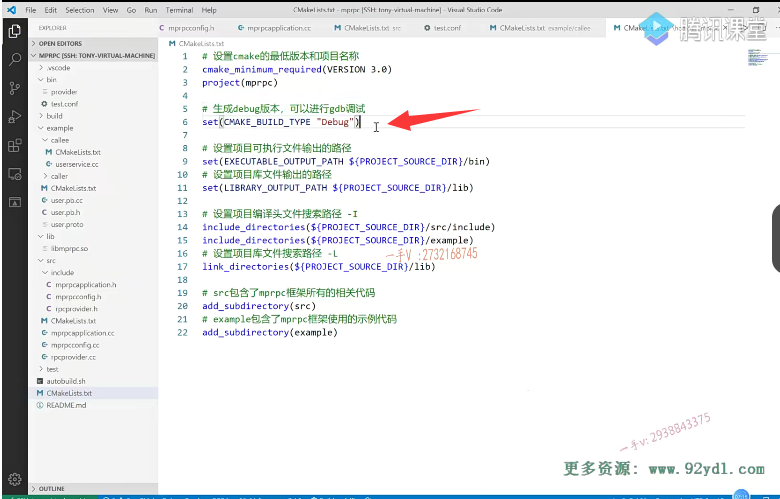 File Edit Selection View Go Run Terminal Help
CMakeLists.txt - mprpc [SSH: tony-virtual-machine] - Visual Studio Code
EXPLORER
mprpcconfig.h
mprpcapplication.cc
CMakeLists.txt src
test.conf
CMakeLists.txt example/callee
CMakeLists.txt
腾讯课堂
OPEN EDITORS
MPRPC [SSH: TONY-VIRTUAL-MACHINE]
.vscode
bin
provider
test.conf
build
example
callee
CMakeLists.txt
userservice.cc
caller
CMakeLists.txt
user.pb.cc
user.pb.h
user.proto
lib
libmprpc.so
src
include
mprpcapplication.h
mprpcconfig.h
rpcprovider.h
CMakeLists.txt
mprpcapplication.cc
mprpcconfig.cc
rpcprovider.cc
test
autobuild.sh
CMakeLists.txt
README.md
OUTLINE
CMakeLists.txt
1 # 设置cmake的最低版本和项目名称
2 cmake_minimum_required(VERSION 3.0)
3 project(mprpc)
4
5 # 生成debug版本，可以进行gdb调试
6 set(CMAKE_BUILD_TYPE "Debug")
7
8 # 设置项目可执行文件输出的路径
9 set(EXECUTABLE_OUTPUT_PATH ${PROJECT_SOURCE_DIR}/bin)
10 # 设置项目库文件输出的路径
11 set(LIBRARY_OUTPUT_PATH ${PROJECT_SOURCE_DIR}/lib)
12
13 # 设置项目编译头文件搜索路径 -I
14 include_directories(${PROJECT_SOURCE_DIR}/src/include)
15 include_directories(${PROJECT_SOURCE_DIR}/example)
16 # 设置项目库文件搜索路径 -L
17 link_directories(${PROJECT_SOURCE_DIR}/lib)
18
19 # src包含了mprpc框架所有的相关代码
20 add_subdirectory(src)
21 # example包含了mprpc框架使用的示例代码
22 add_subdirectory(example)
一手V :2732168745
一手v:2938843375
更多资源: www.92ydl.com